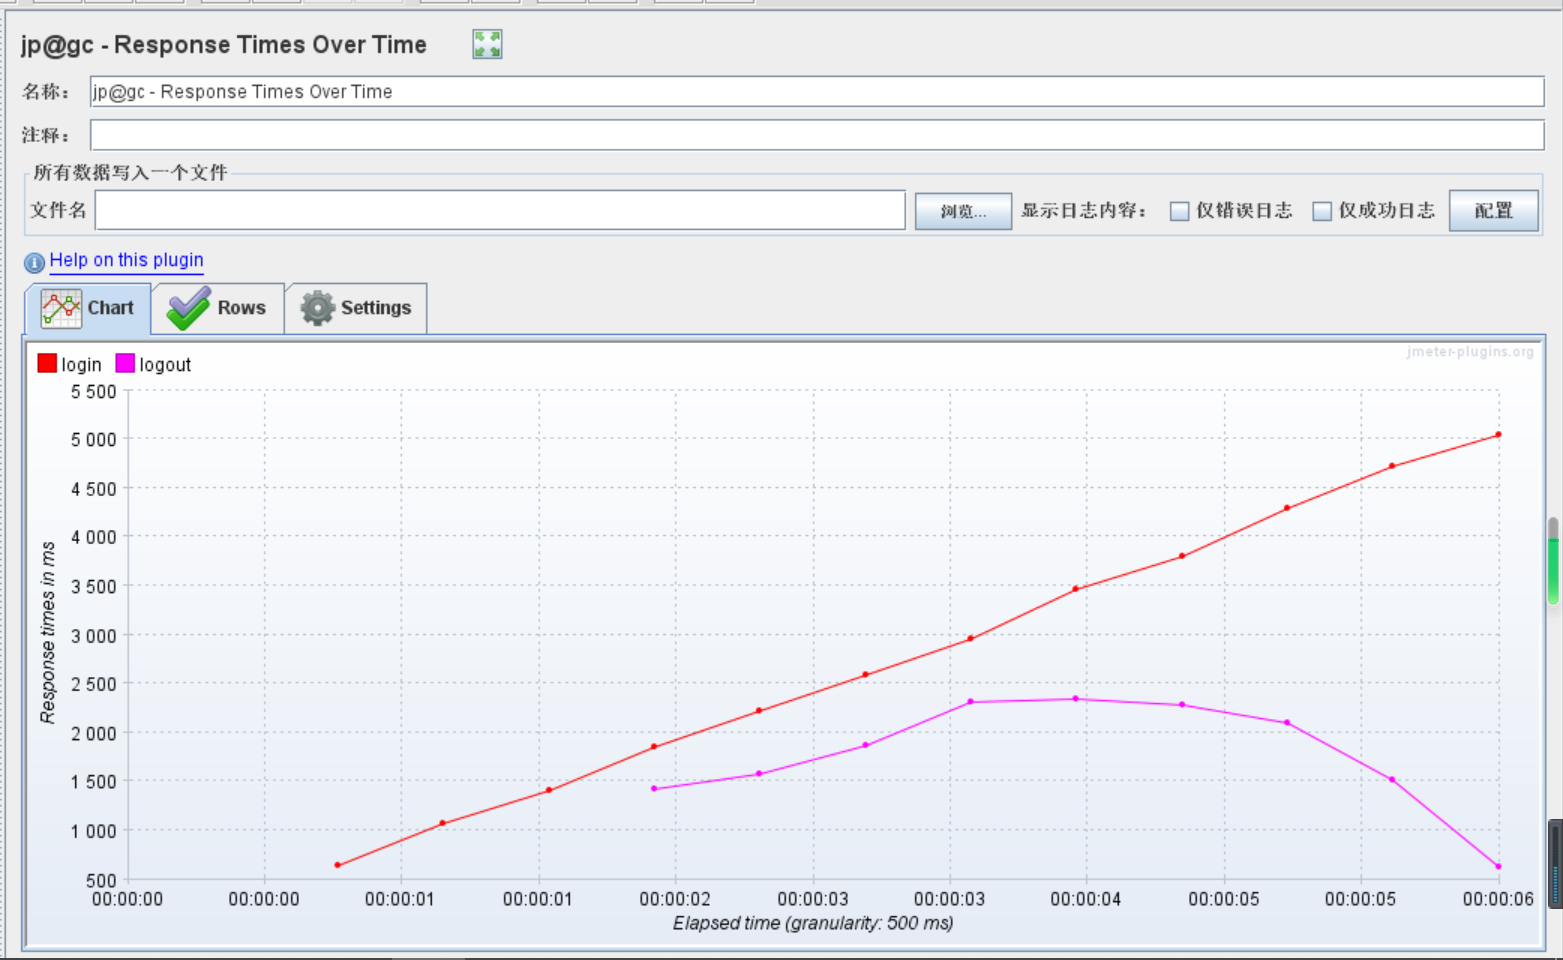 jp@gc - Response Times Over Time
名称： jp@gc - Response Times Over Time
注释：
所有数据写入一个文件
文件名 浏览... 显示日志内容： 仅错误日志 仅成功日志 配置
Help on this plugin
Chart Rows Settings
login logout jmeter-plugins.org
5 500
5 000
4 500
4 000
3 500
3 000
2 500
2 000
1 500
1 000
500
Response times in ms
00:00:00 00:00:00 00:00:01 00:00:01 00:00:02 00:00:03 00:00:03 00:00:04 00:00:05 00:00:05 00:00:06
Elapsed time (granularity: 500 ms)